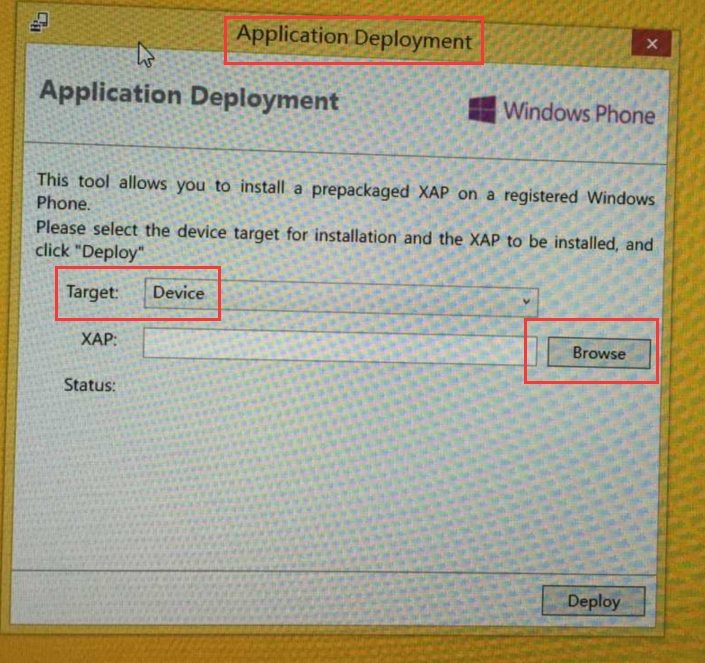 Application Deployment
Application Deployment
Windows Phone
This tool allows you to install a prepackaged XAP on a registered Windows
Phone.
Please select the device target for installation and the XAP to be installed, and
click "Deploy"
Target: Device
XAP: Browse
Status:
Deploy